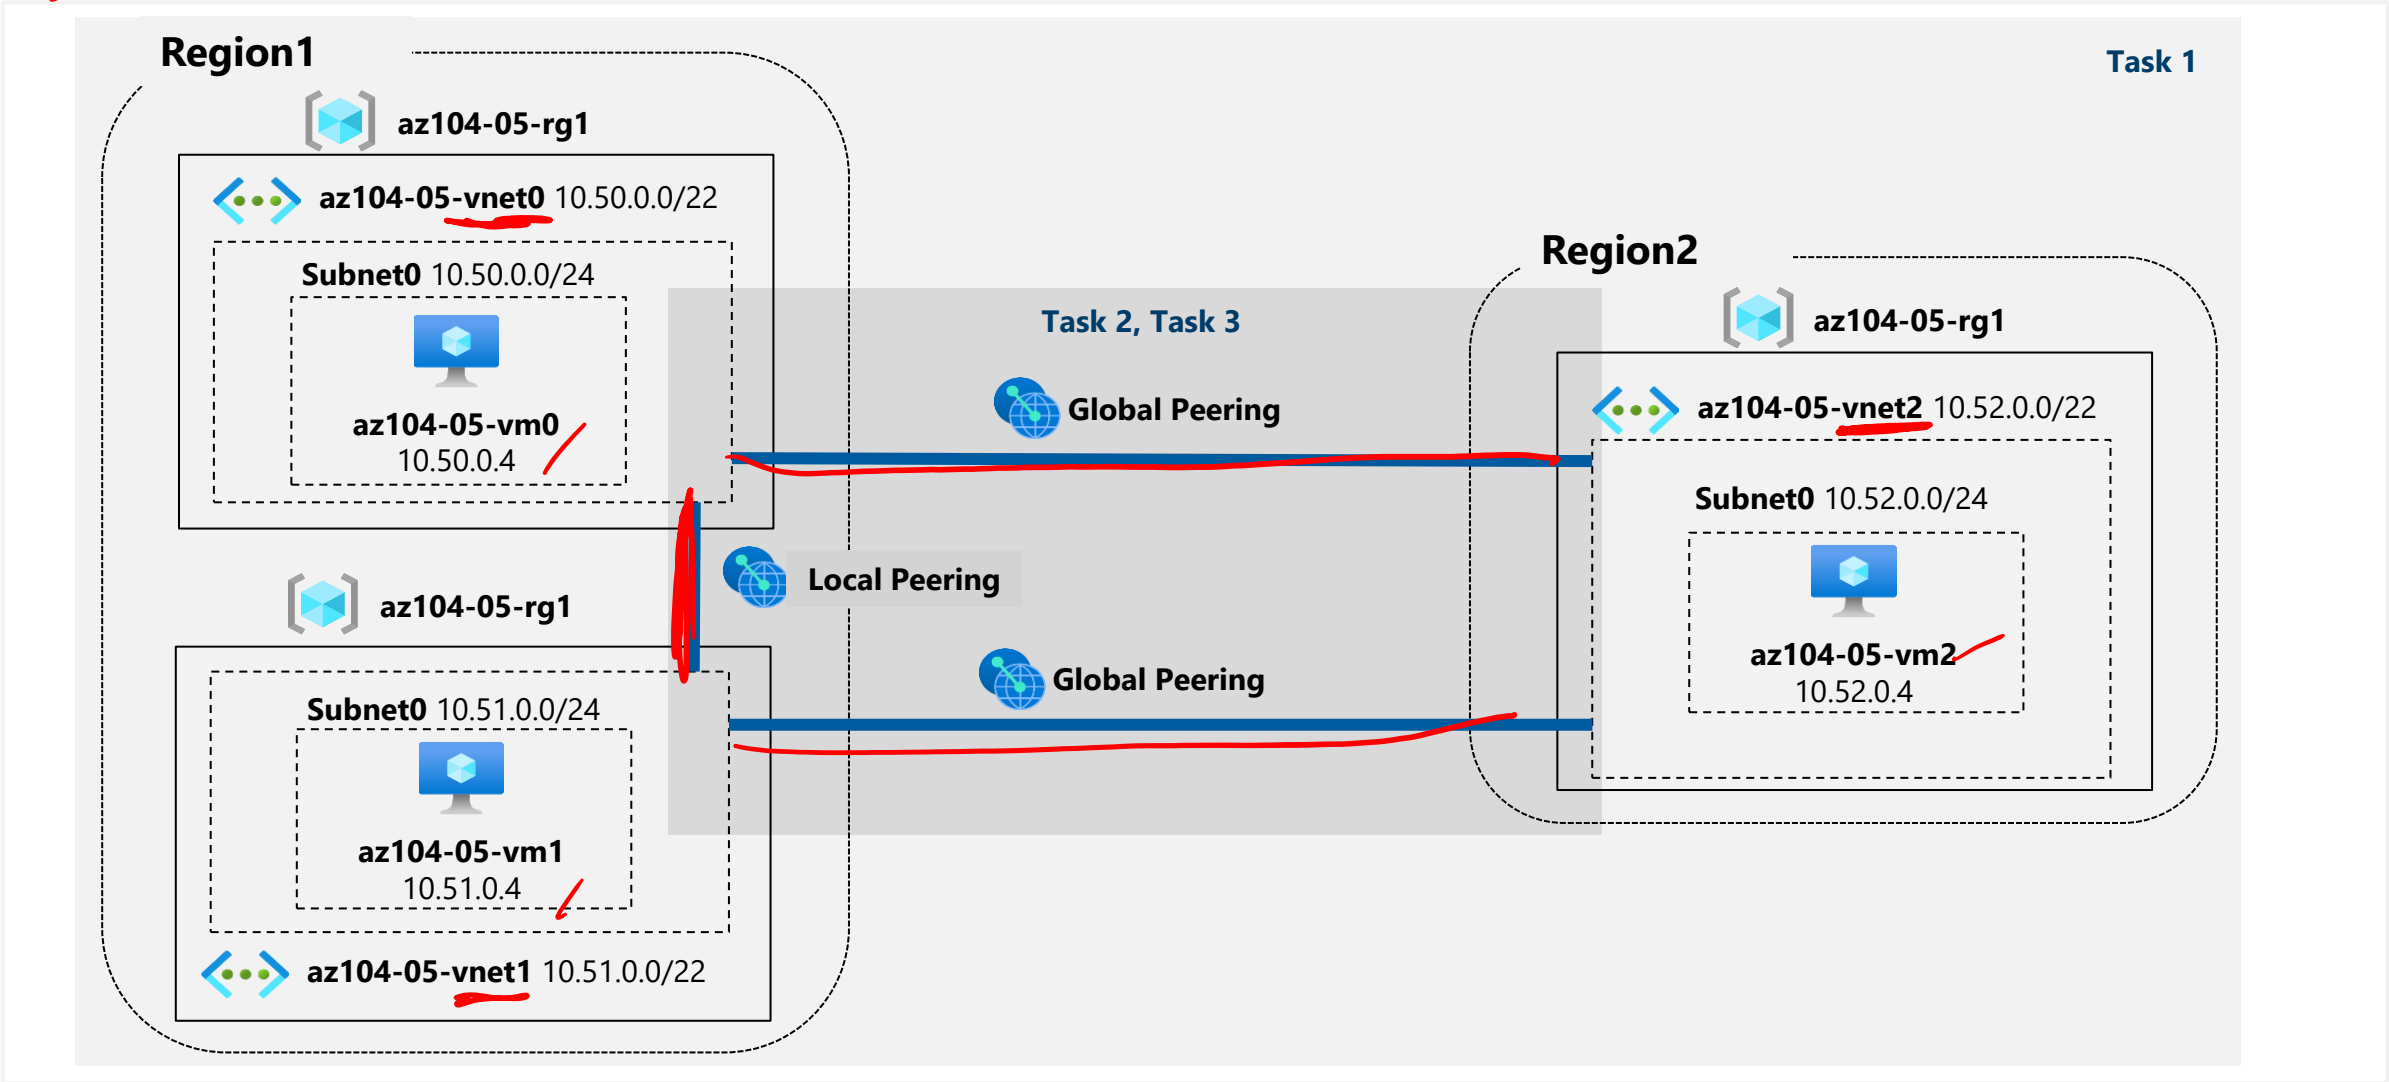 Region1
Task 1
az104-05-rg1
az104-05-vnet0 10.50.0.0/22
Subnet0 10.50.0.0/24
az104-05-vm0
10.50.0.4
az104-05-rg1
Subnet0 10.51.0.0/24
az104-05-vm1
10.51.0.4
az104-05-vnet1 10.51.0.0/22
Task 2, Task 3
Global Peering
Local Peering
Global Peering
Region2
az104-05-rg1
az104-05-vnet2 10.52.0.0/22
Subnet0 10.52.0.0/24
az104-05-vm2
10.52.0.4